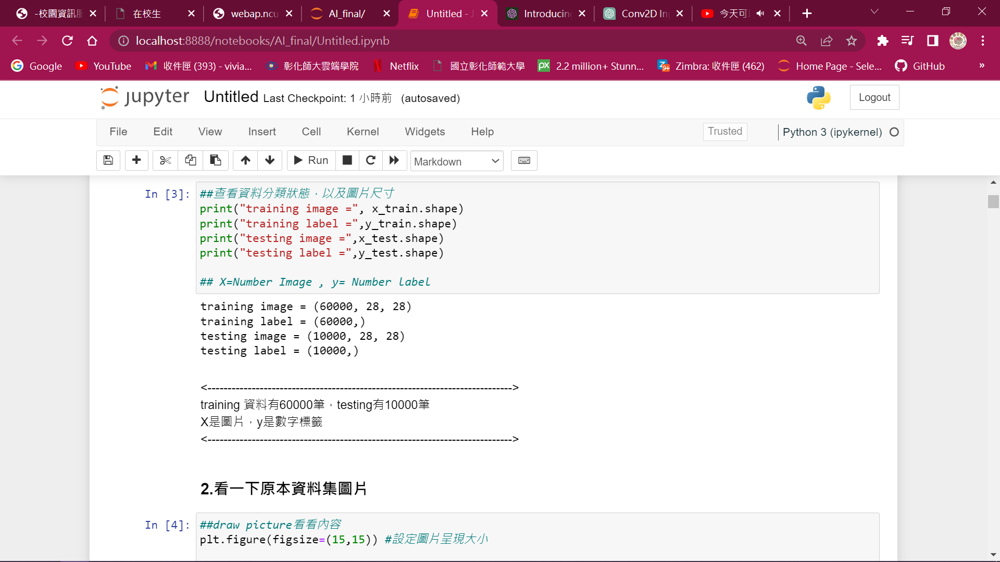 -校園資訊服
在校生
webap.ncu
AI_final/
Untitled - J
Introducing
Conv2D In
今天可
localhost:8888/notebooks/AI_final/Untitled.ipynb
Google
YouTube
收件匣 (393) - vivia...
彰化師大雲端學院
Netflix
國立彰化師範大學
px
2.2 million+ Stunn...
Zimbra: 收件匣 (462)
Home Page - Sele...
GitHub
»
jupyter
Untitled Last Checkpoint: 1 小時前 (autosaved)
Logout
File
Edit
View
Insert
Cell
Kernel
Widgets
Help
Trusted
Python 3 (ipykernel)
Run
Markdown
In [3]:
##查看資料分類狀態，以及圖片尺寸
print("training image =", x_train.shape)
print("training label =",y_train.shape)
print("testing image =",x_test.shape)
print("testing label =",y_test.shape)
## X=Number Image , y= Number label
training image = (60000, 28, 28)
training label = (60000,)
testing image = (10000, 28, 28)
testing label = (10000,)
<--------------------------------------------------------------------------->
training 資料有60000筆，testing有10000筆
X是圖片，y是數字標籤
<--------------------------------------------------------------------------->
2.看一下原本資料集圖片
In [4]:
##draw picture看看內容
plt.figure(figsize=(15,15)) #設定圖片呈現大小